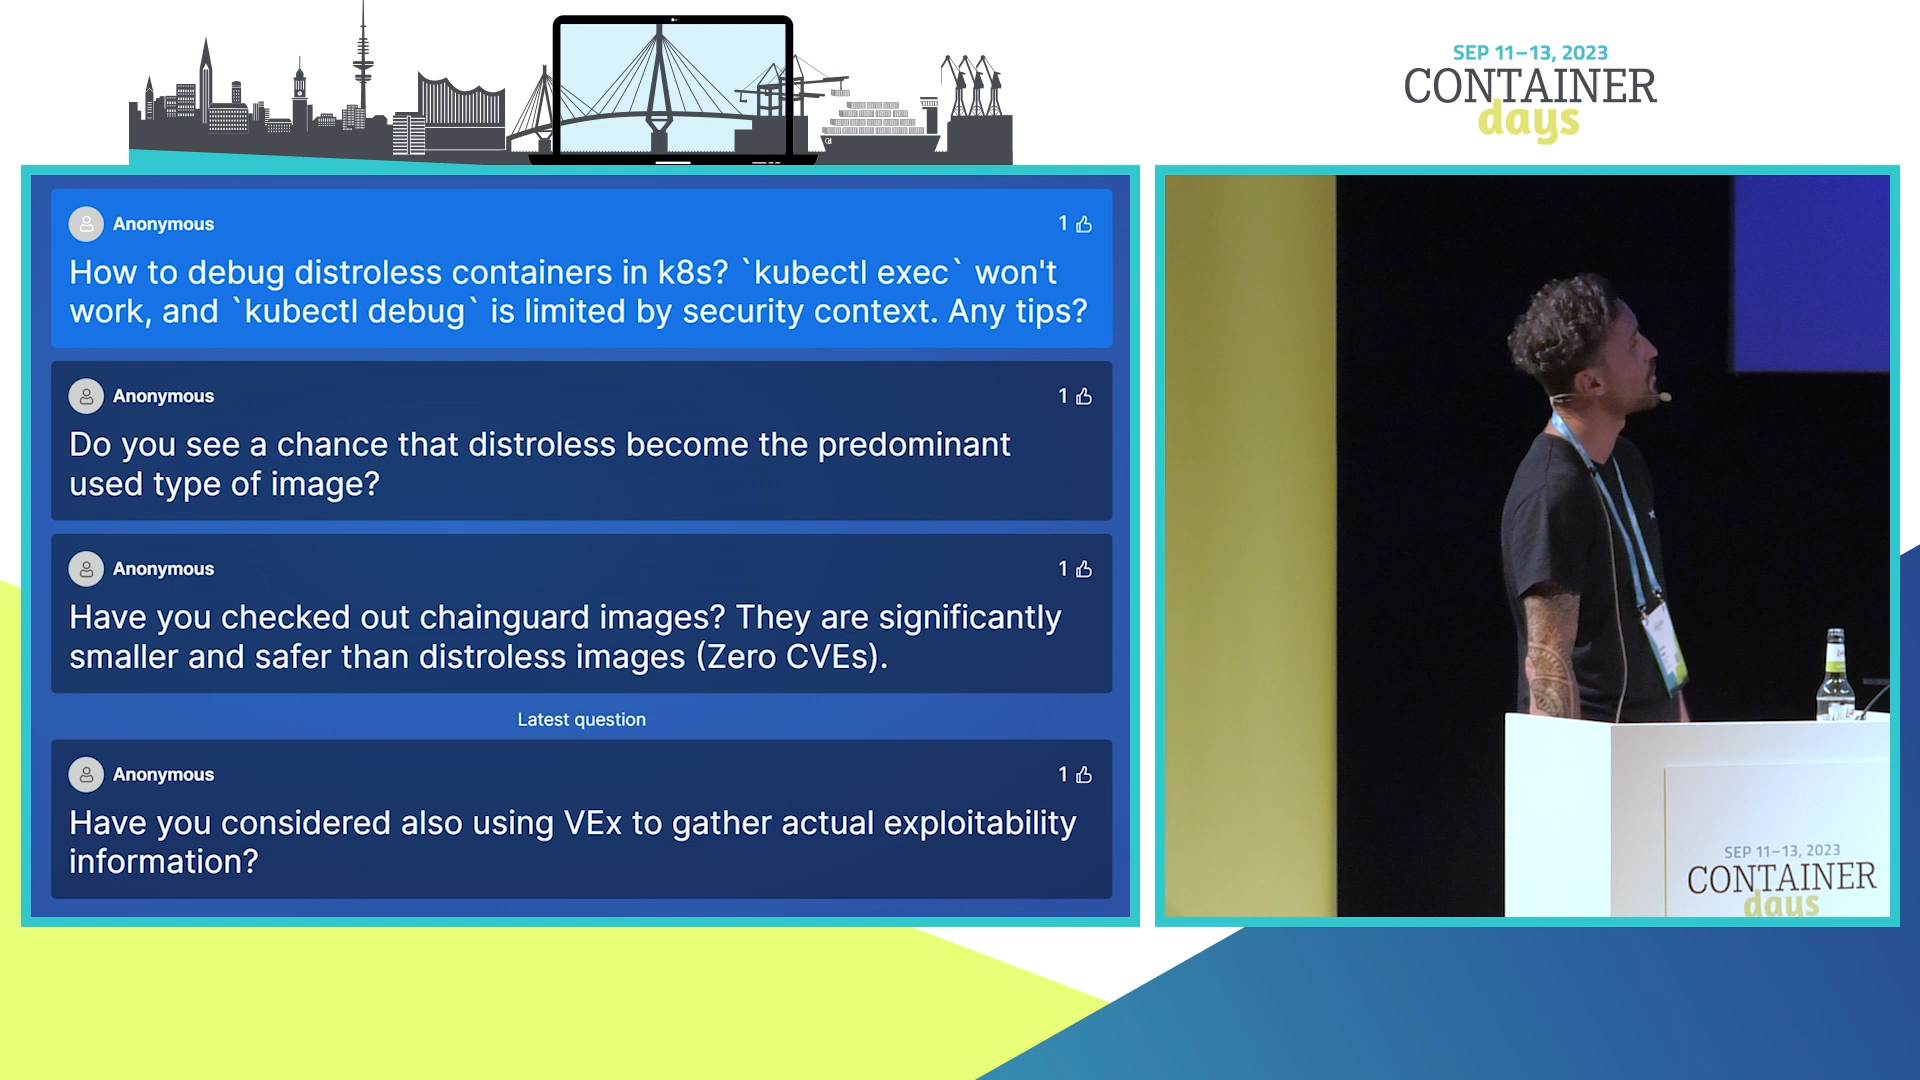 SEP 11–13, 2023
CONTAINER
days
Anonymous
1
How to debug distroless containers in k8s? `kubectl exec` won't
work, and `kubectl debug` is limited by security context. Any tips?
Anonymous
1
Do you see a chance that distroless become the predominant
used type of image?
Anonymous
1
Have you checked out chainguard images? They are significantly
smaller and safer than distroless images (Zero CVEs).
Latest question
Anonymous
1
Have you considered also using VEx to gather actual exploitability
information?
SEP 11–13, 2023
CONTAINER
days